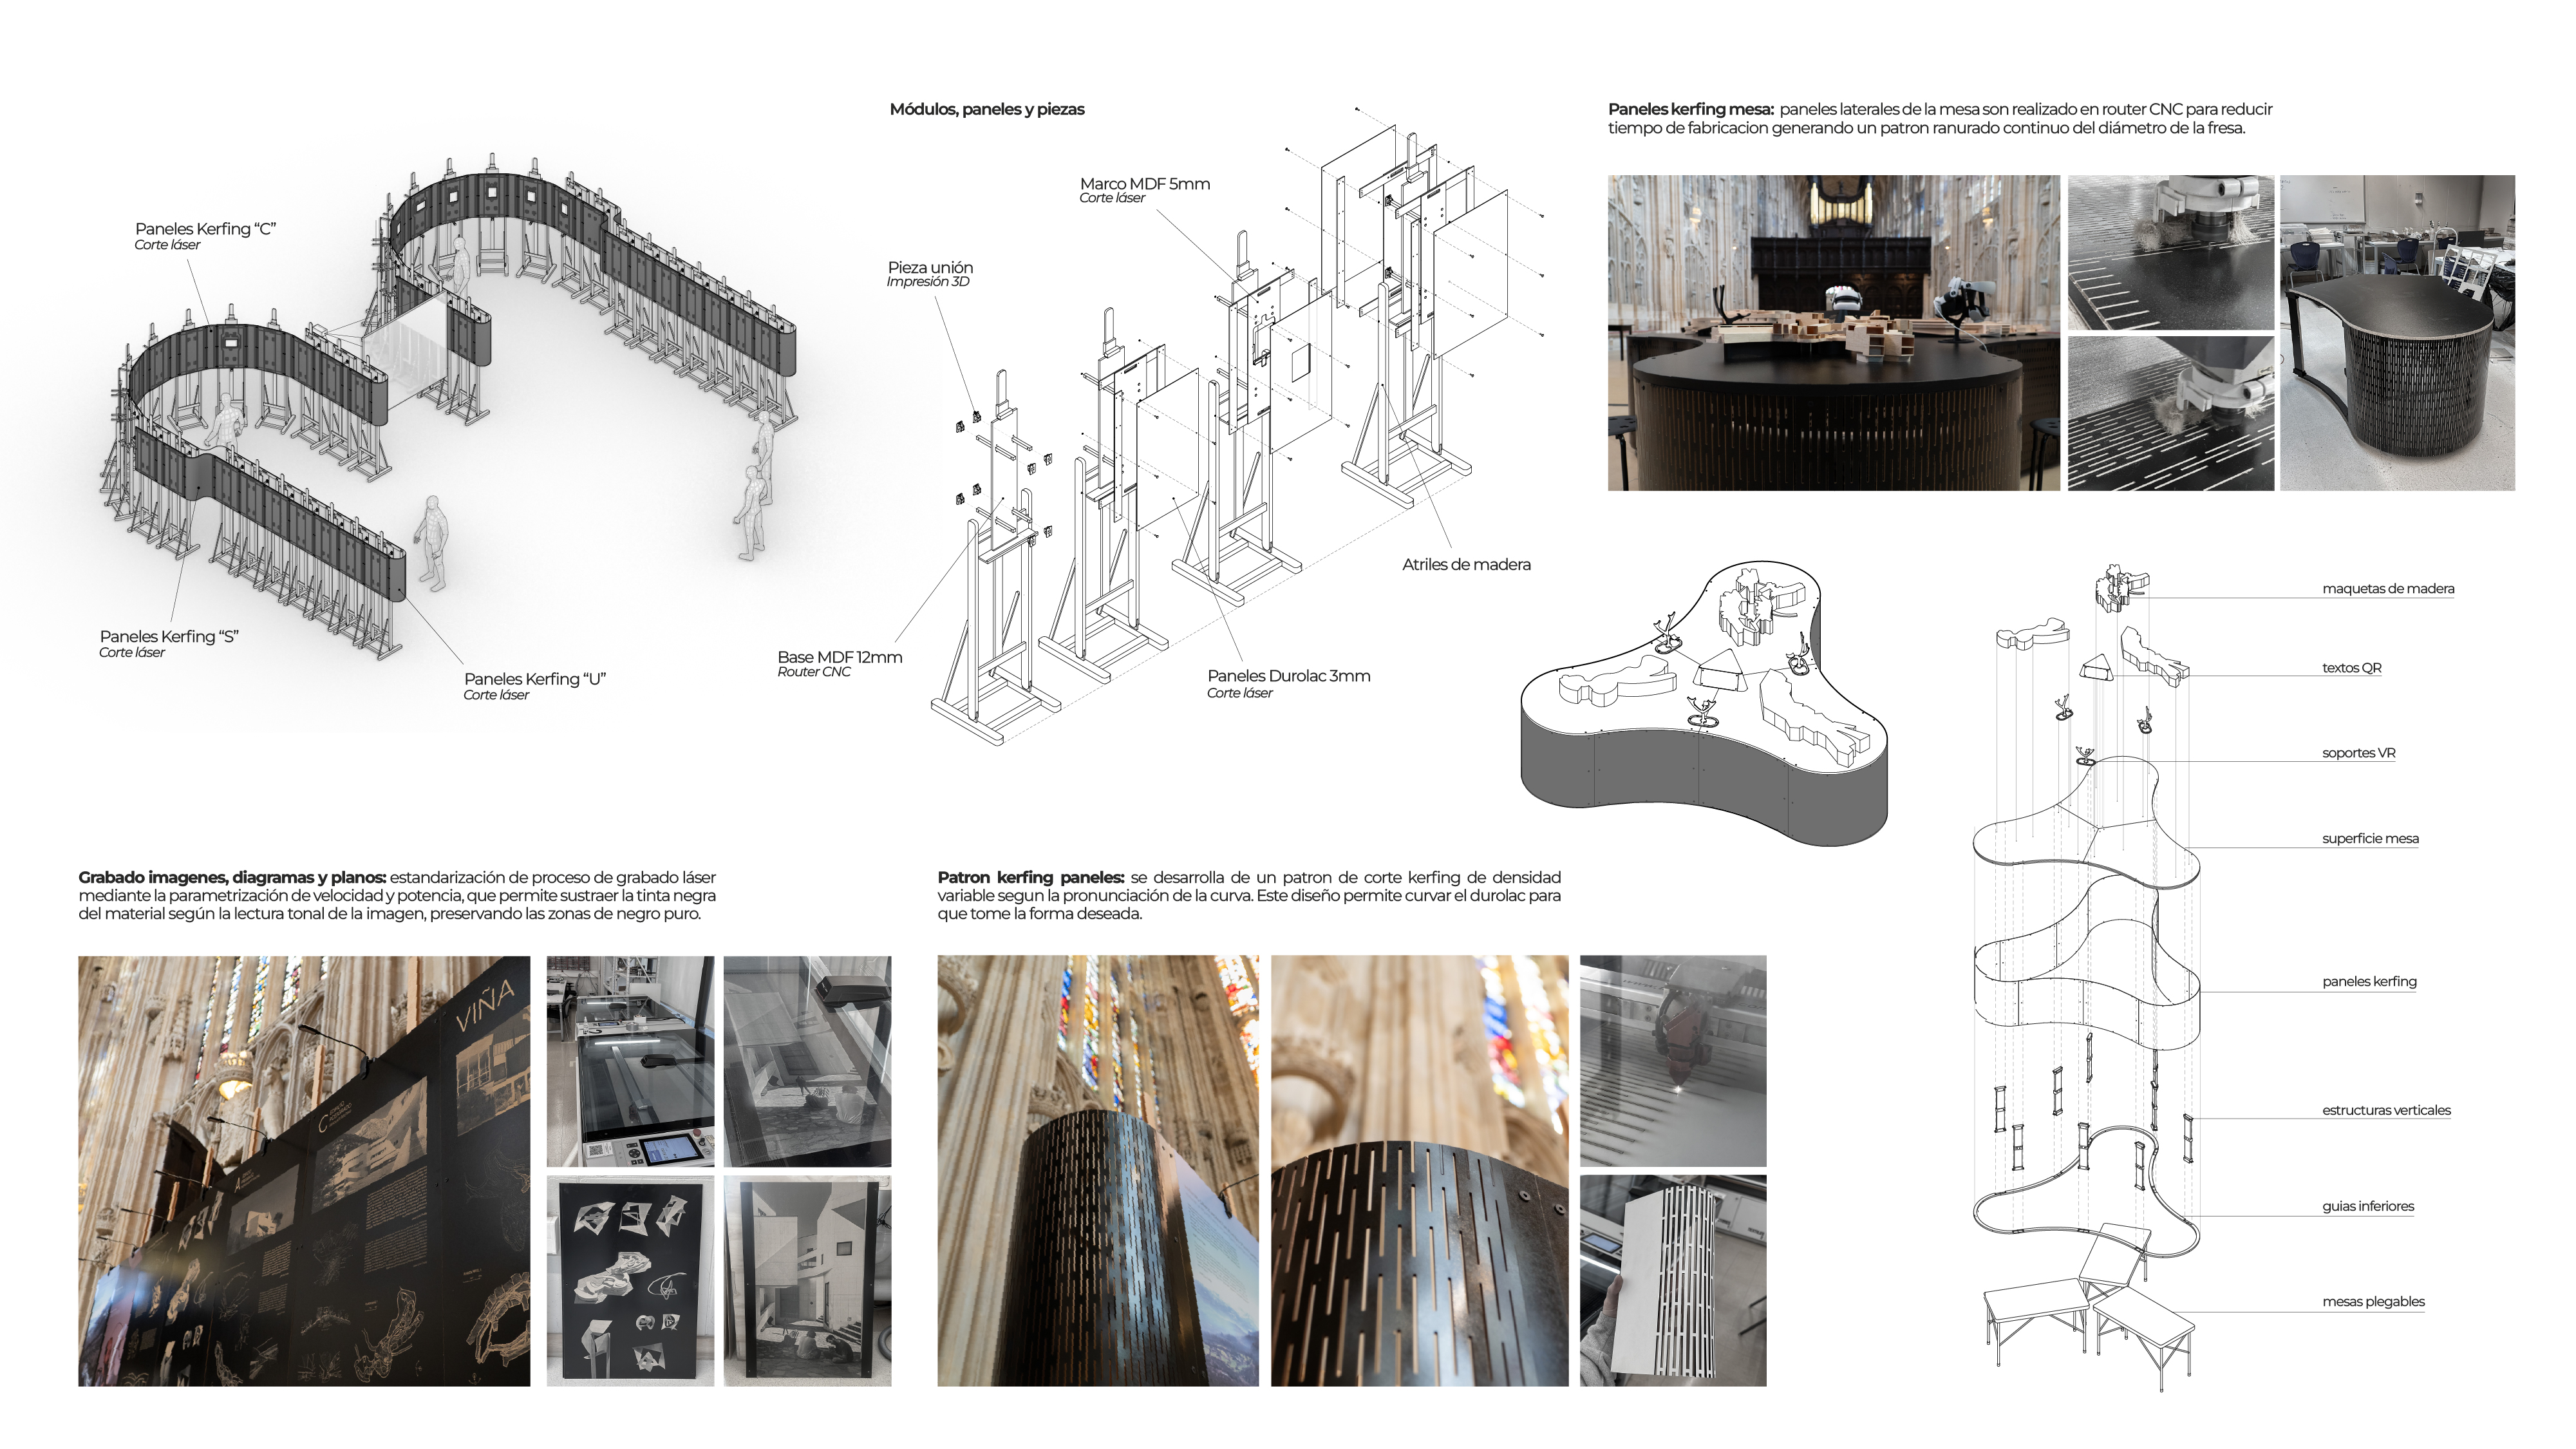 Módulos, paneles y piezas
Paneles Kerfing “C”
Corte láser
Paneles Kerfing “S”
Corte láser
Paneles Kerfing “U”
Corte láser
Marco MDF 5mm
Corte láser
Pieza unión
Impresión 3D
Base MDF 12mm
Router CNC
Paneles Durolac 3mm
Corte láser
Atriles de madera
Paneles kerfing mesa: paneles laterales de la mesa son realizado en router CNC para reducir
tiempo de fabricacion generando un patron ranurado continuo del diámetro de la fresa.
maquetas de madera
textos QR
soportes VR
superficie mesa
paneles kerfing
estructuras verticales
guias inferiores
mesas plegables
Grabado imagenes, diagramas y planos: estandarización de proceso de grabado láser
mediante la parametrización de velocidad y potencia, que permite sustraer la tinta negra
del material según la lectura tonal de la imagen, preservando las zonas de negro puro.
VIÑA
C
A
Patron kerfing paneles: se desarrolla de un patron de corte kerfing de densidad
variable segun la pronunciación de la curva. Este diseño permite curvar el durolac para
que tome la forma deseada.